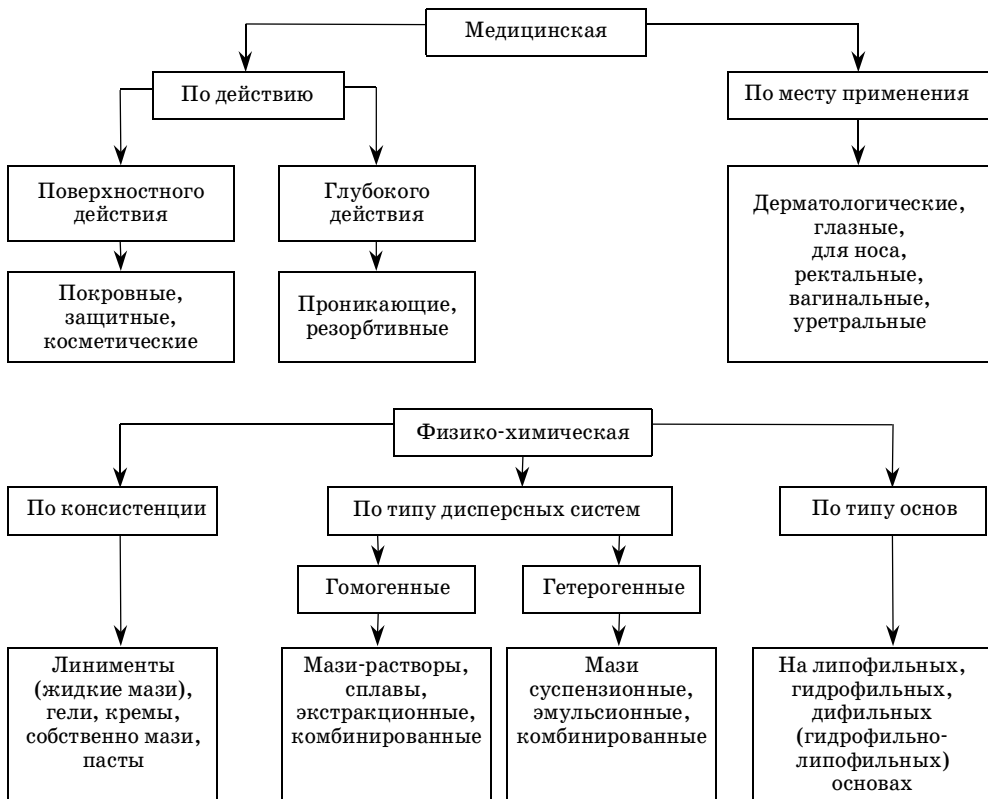 Медицинская
По действию
По месту применения
Поверхностного
действия
Глубокого
действия
Дерматологические,
глазные,
для носа,
ректальные,
вагинальные,
уретральные
Покровные,
защитные,
косметические
Проникающие,
резорбтивные
Физико-химическая
По консистенции
По типу дисперсных систем
По типу основ
Гомогенные
Гетерогенные
Линименты
(жидкие мази),
гели, кремы,
собственно мази,
пасты
Мази-растворы,
сплавы,
экстракционные,
комбинированные
Мази
суспензионные,
эмульсионные,
комбинированные
На липофильных,
гидрофильных,
дифильных
(гидрофильно-
липофильных)
основах